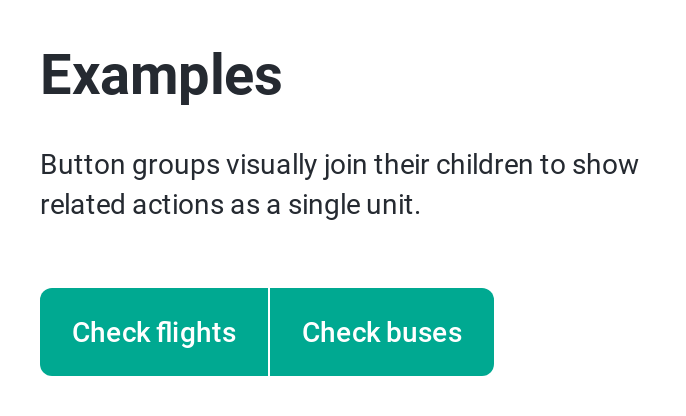 Examples
Button groups visually join their children to show
related actions as a single unit.
Check flights
Check buses